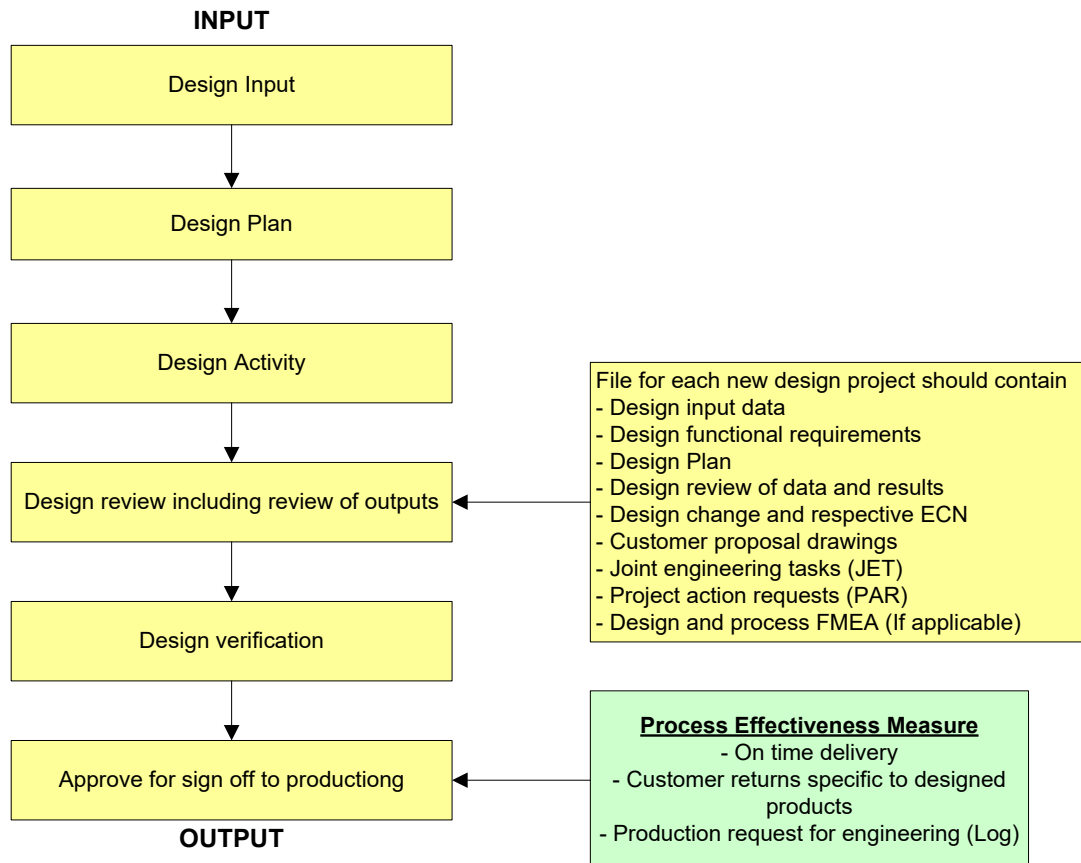 INPUT
Design Input
Design Plan
Design Activity
Design review including review of outputs
Design verification
Approve for sign off to productiong
OUTPUT
File for each new design project should contain
- Design input data
- Design functional requirements
- Design Plan
- Design review of data and results
- Design change and respective ECN
- Customer proposal drawings
- Joint engineering tasks (JET)
- Project action requests (PAR)
- Design and process FMEA (If applicable)
Process Effectiveness Measure
- On time delivery
- Customer returns specific to designed
products
- Production request for engineering (Log)